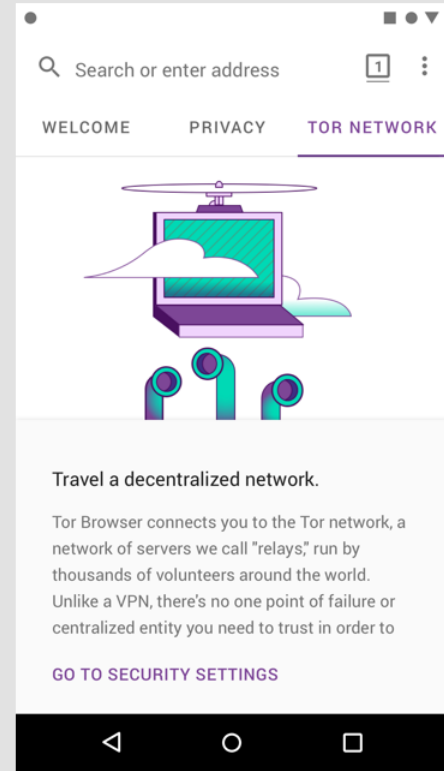 Search or enter address
1
WELCOME
PRIVACY
TOR NETWORK
Travel a decentralized network.
Tor Browser connects you to the Tor network, a
network of servers we call "relays," run by
thousands of volunteers around the world.
Unlike a VPN, there's no one point of failure or
centralized entity you need to trust in order to
GO TO SECURITY SETTINGS